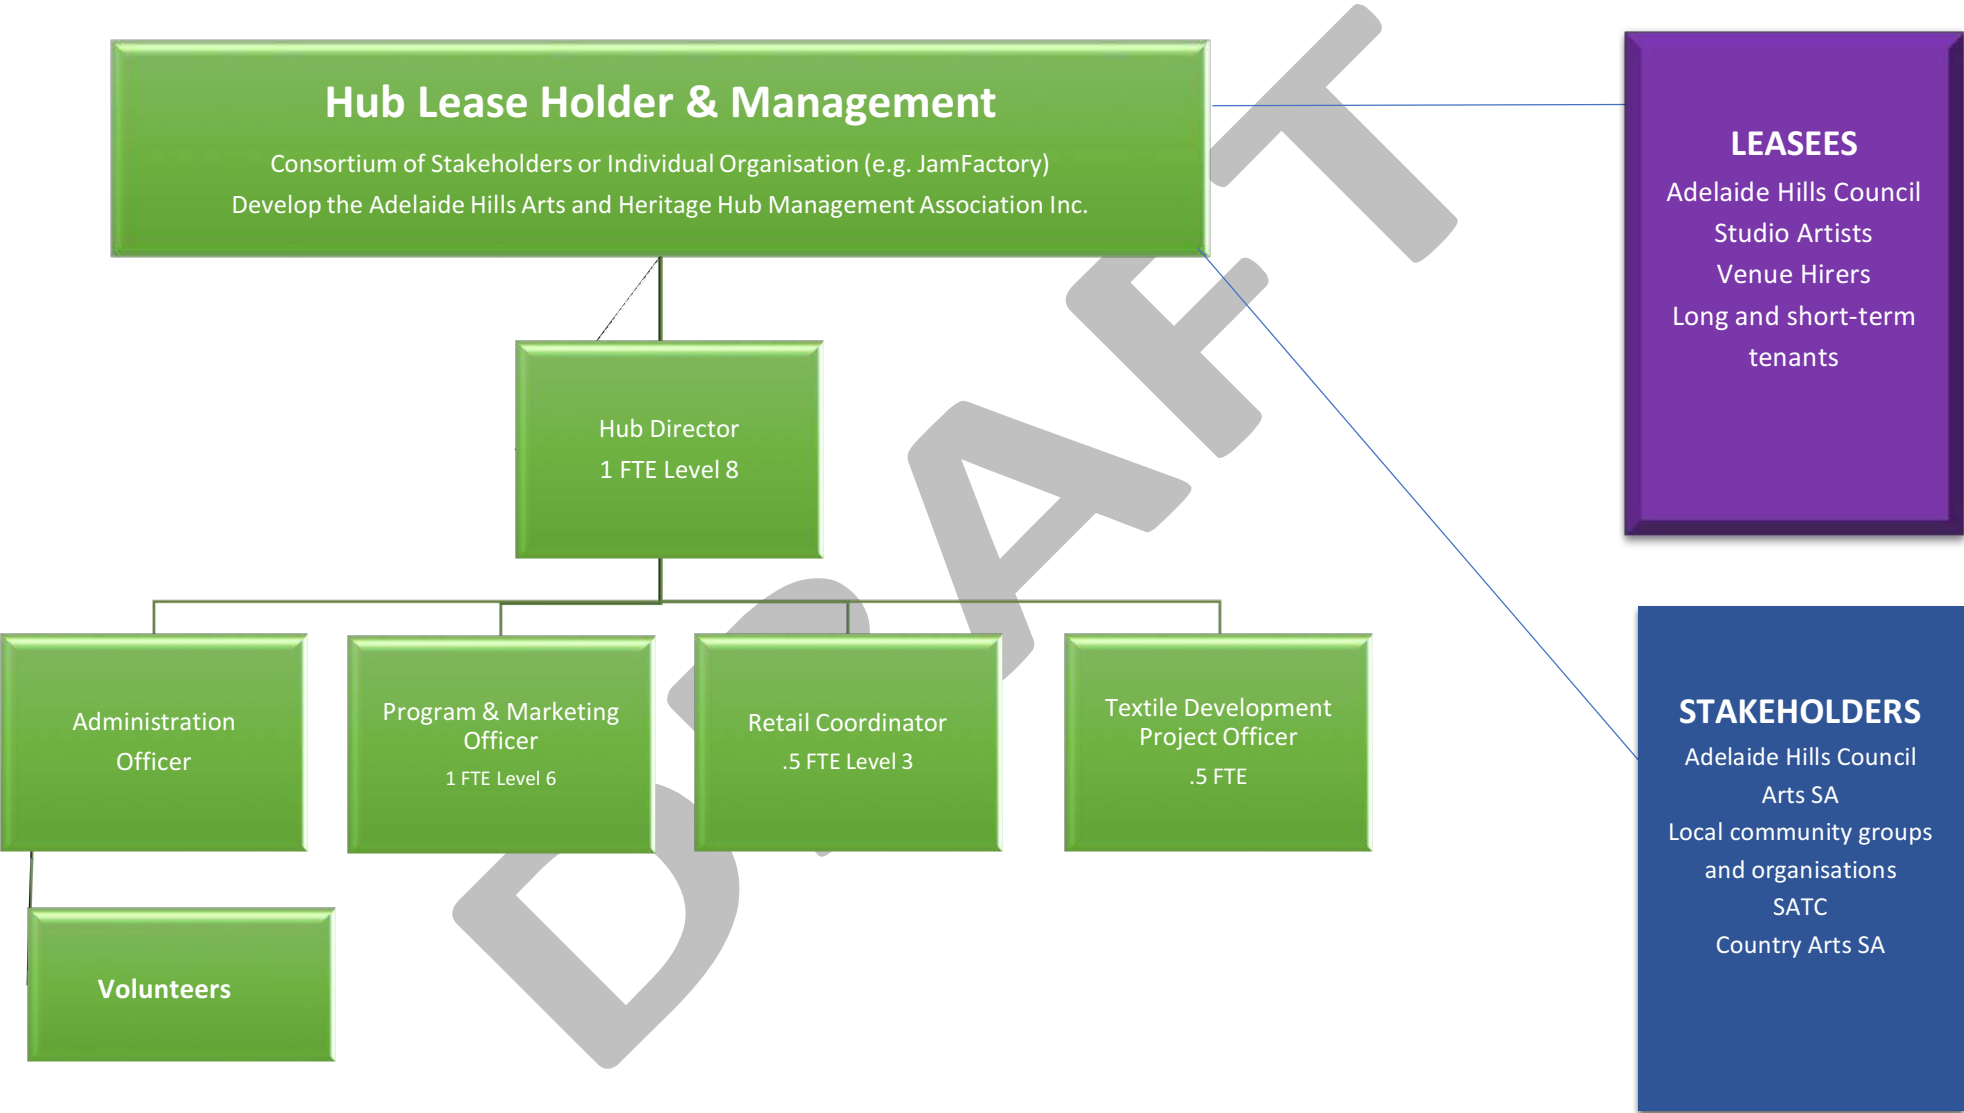 Hub Lease Holder & Management
Consortium of Stakeholders or Individual Organisation (e.g. JamFactory)
Develop the Adelaide Hills Arts and Heritage Hub Management Association Inc.
LEASEES
Adelaide Hills Council
Studio Artists
Venue Hirers
Long and short-term
tenants
Hub Director
1 FTE Level 8
Administration
Officer
Program & Marketing
Officer
1 FTE Level 6
Retail Coordinator
.5 FTE Level 3
Textile Development
Project Officer
.5 FTE
Volunteers
STAKEHOLDERS
Adelaide Hills Council
Arts SA
Local community groups
and organisations
SATC
Country Arts SA
DRAFT